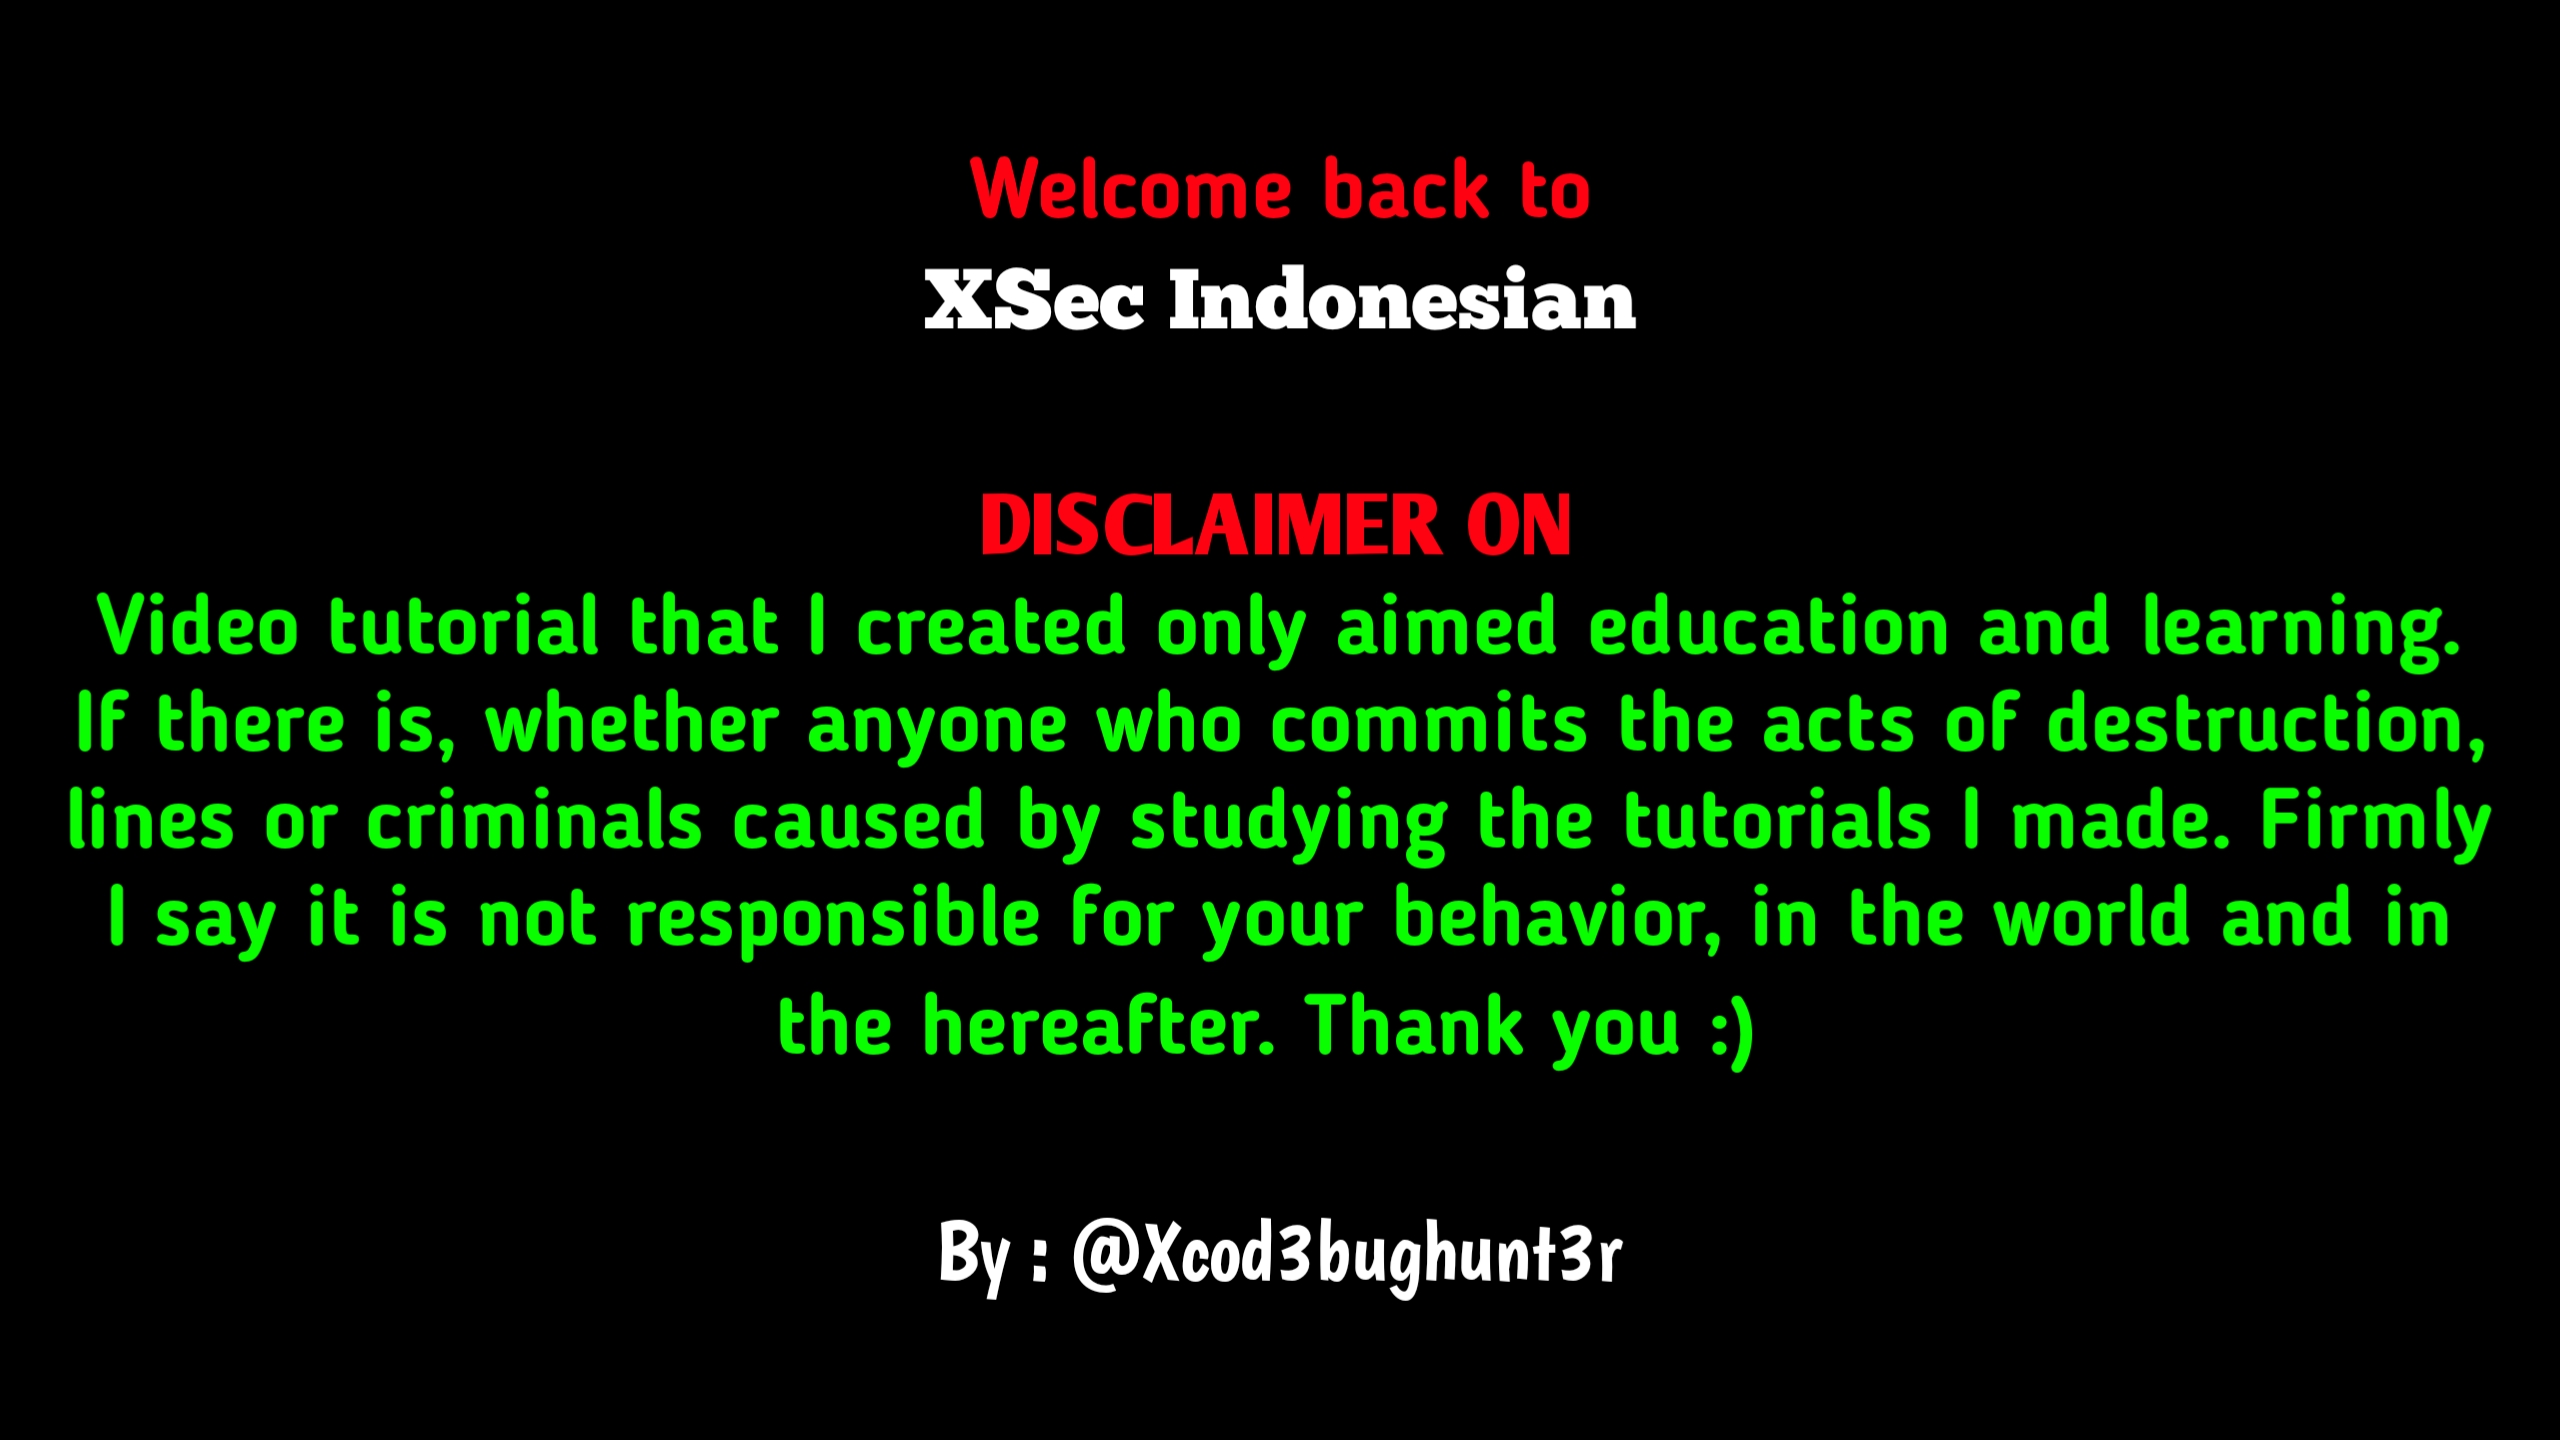 Welcome back to
XSec Indonesian
DISCLAIMER ON
Video tutorial that I created only aimed education and learning.
If there is, whether anyone who commits the acts of destruction,
lines or criminals caused by studying the tutorials I made. Firmly
I say it is not responsible for your behavior, in the world and in
the hereafter. Thank you :)
By : @Xcod3bughunt3r